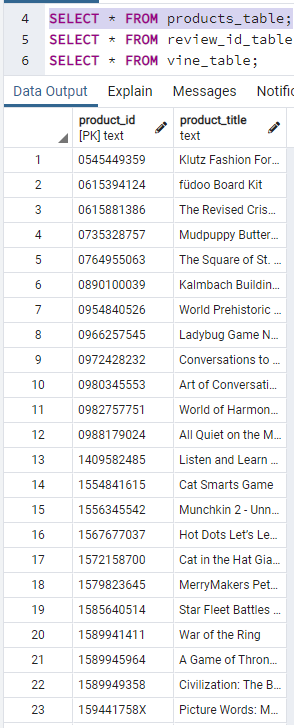 4 SELECT * FROM products_table;
5 SELECT * FROM review_id_table
6 SELECT * FROM vine_table;
Data Output Explain Messages Notific
product_id product_title
[PK] text text
1 0545449359 Klutz Fashion For...
2 0615394124 füdoo Board Kit
3 0615881386 The Revised Cris...
4 0735328757 Mudpuppy Butter...
5 0764955063 The Square of St. ...
6 0890100039 Kalmbach Buildin...
7 0954840526 World Prehistoric ...
8 0966257545 Ladybug Game N...
9 0972428232 Conversations to ...
10 0980345553 Art of Conversati...
11 0982757751 World of Harmon...
12 0988179024 All Quiet on the M...
13 1409582485 Listen and Learn ...
14 1554841615 Cat Smarts Game
15 1556345542 Munchkin 2 - Unn...
16 1567677037 Hot Dots Let's Le...
17 1572158700 Cat in the Hat Gia...
18 1579823645 MerryMakers Pet...
19 1585640514 Star Fleet Battles ...
20 1589941411 War of the Ring
21 1589945964 A Game of Thron...
22 1589949358 Civilization: The B...
23 159441758X Picture Words: M...